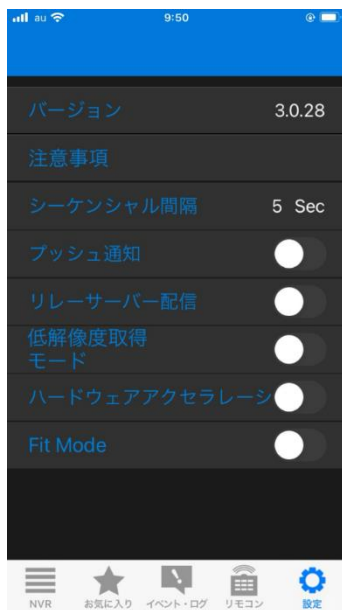 au 9:50
バージョン 3.0.28
注意事項
シーケンシャル間隔 5 Sec
プッシュ通知
リレーサーバー配信
低解像度取得
モード
ハードウェアアクセラレーシ
Fit Mode
NVR お気に入り イベント・ログ リモコン 設定